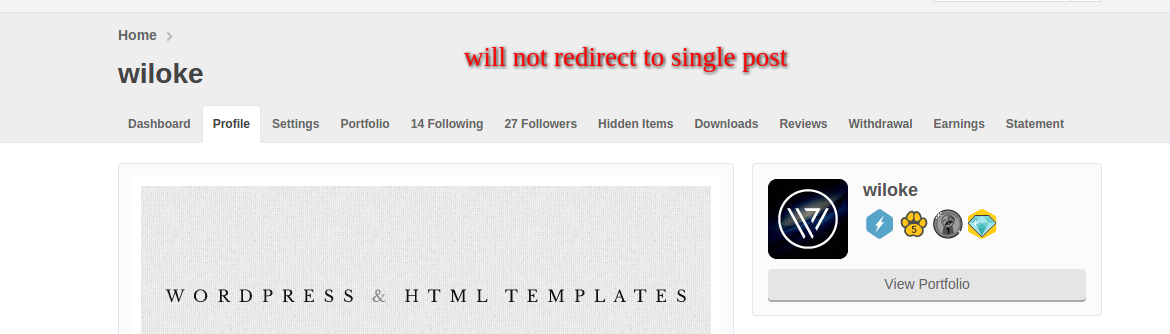 Home
will not redirect to single post
wiloke
Dashboard Profile Settings Portfolio 14 Following 27 Followers Hidden Items Downloads Reviews Withdrawal Earnings Statement
wiloke
5
View Portfolio
WORDPRESS & HTML TEMPLATES